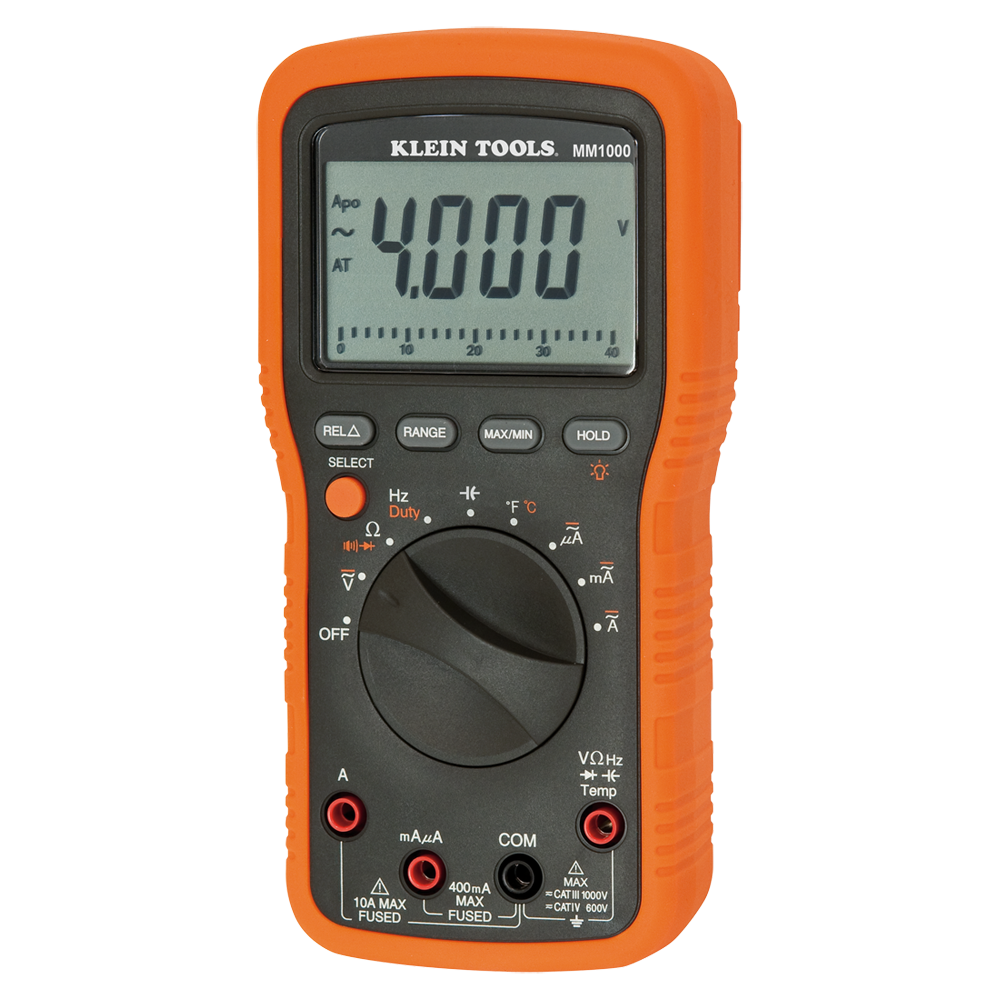 KLEIN TOOLS® MM1000
Apo
~
AT
4.000 V
0 10 20 30 40
REL△ RANGE MAX/MIN HOLD
SELECT
Hz
Duty
°F °C
Ω
μA
V
mA
A
OFF
VΩHz
Temp
A
mAμA
COM
10A MAX
FUSED
400mA
MAX
FUSED
MAX
CAT III 1000V
CAT IV 600V